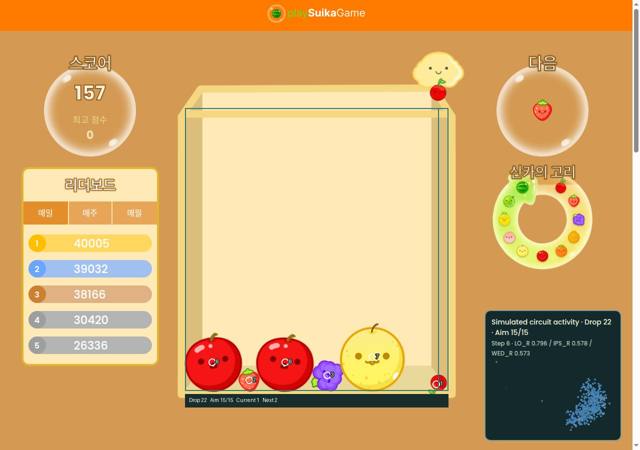 playSuikaGame
스코어
157
최고 점수
0
리더보드
매일 매주 매월
1 40005
2 39032
3 38166
4 30420
5 26336
다음
산카의 고리
Simulated circuit activity - Drop 22
- Aim 15/15
Step 6 · LO_R 0.796 / IPS_R 0.578 /
WED_R 0.573
Drop 22 Aim 15/15 Current 1 Next 2